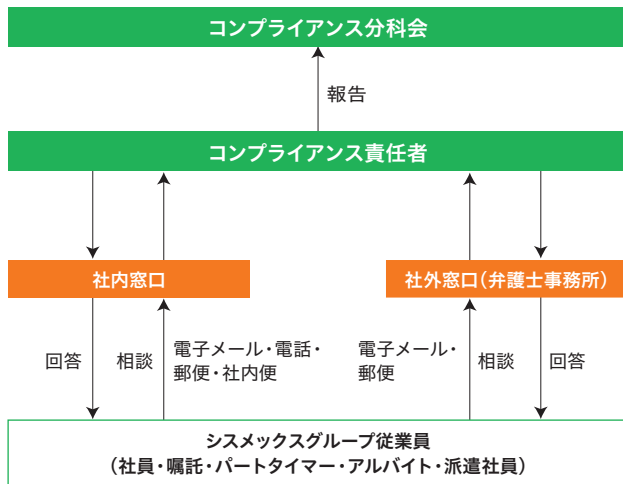 コンプライアンス分科会
報告
コンプライアンス責任者
社内窓口
社外窓口(弁護士事務所)
回答
相談
電子メール・電話・
郵便・社内便
電子メール・
郵便
相談
回答
シスメックスグループ従業員
(社員・嘱託・パートタイマー・アルバイト・派遣社員)